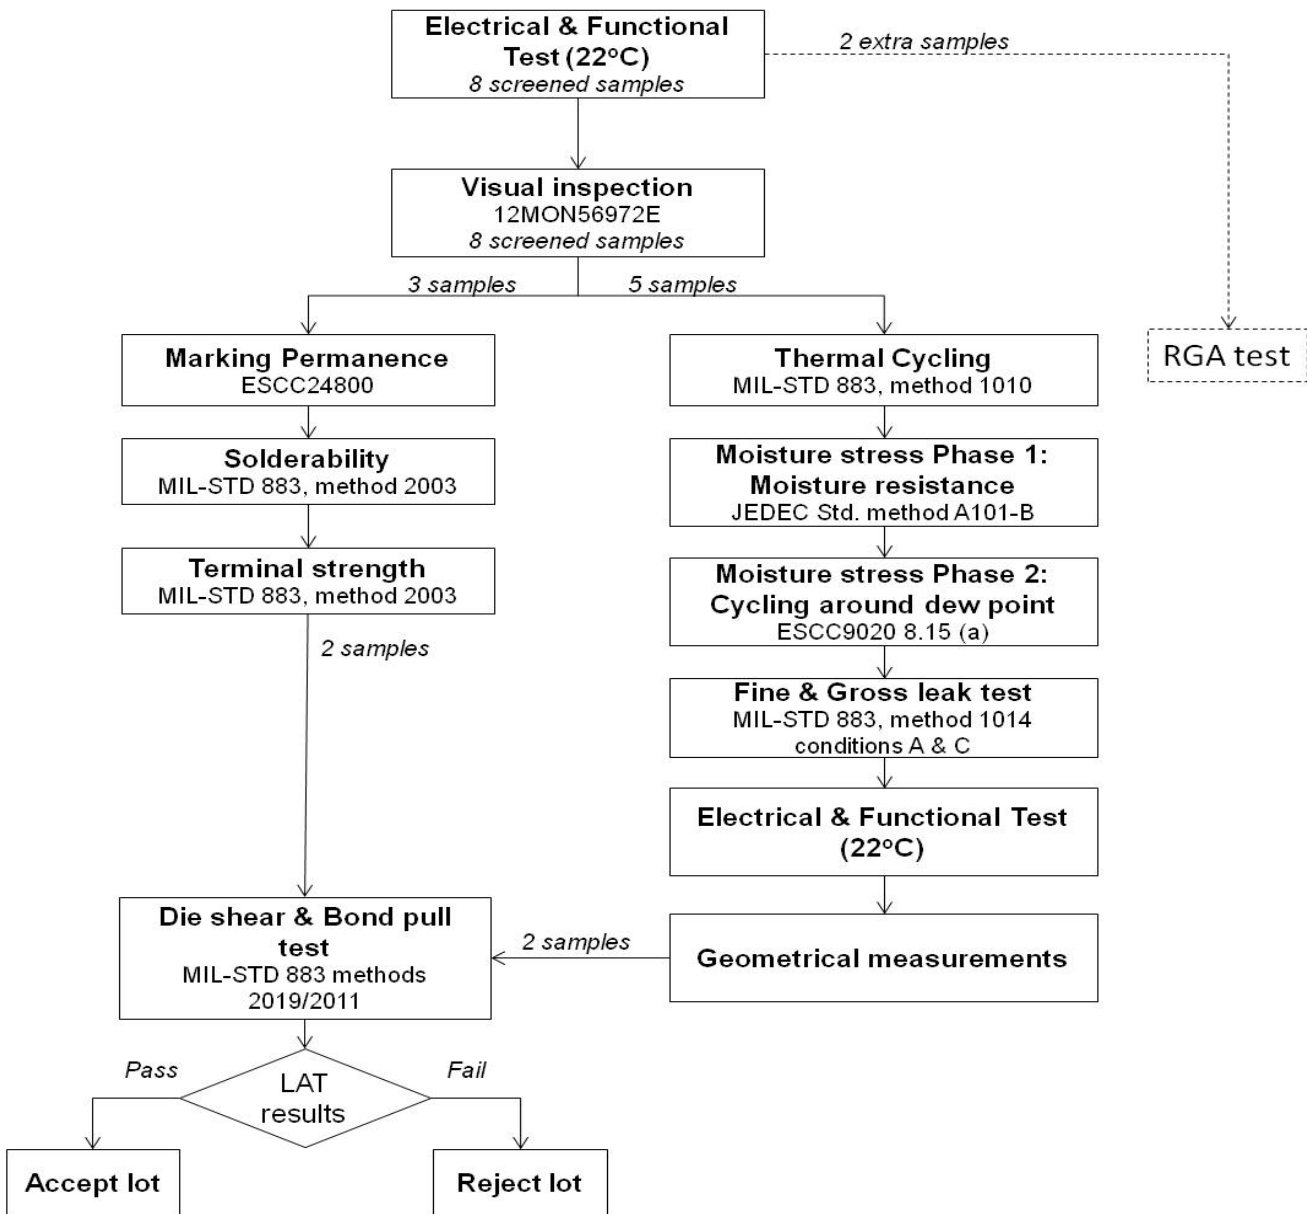 Electrical & Functional
Test (22°C)
8 screened samples
2 extra samples
Visual inspection
12MON56972E
8 screened samples
3 samples
5 samples
Marking Permanence
ESCC24800
Thermal Cycling
MIL-STD 883, method 1010
RGA test
Solderability
MIL-STD 883, method 2003
Moisture stress Phase 1:
Moisture resistance
JEDEC Std. method A101-B
Terminal strength
MIL-STD 883, method 2003
Moisture stress Phase 2:
Cycling around dew point
ESCC9020 8.15 (a)
2 samples
Fine & Gross leak test
MIL-STD 883, method 1014
conditions A & C
Electrical & Functional Test
(22°C)
Die shear & Bond pull
test
MIL-STD 883 methods
2019/2011
2 samples
Geometrical measurements
Pass
Fail
LAT
results
Accept lot
Reject lot